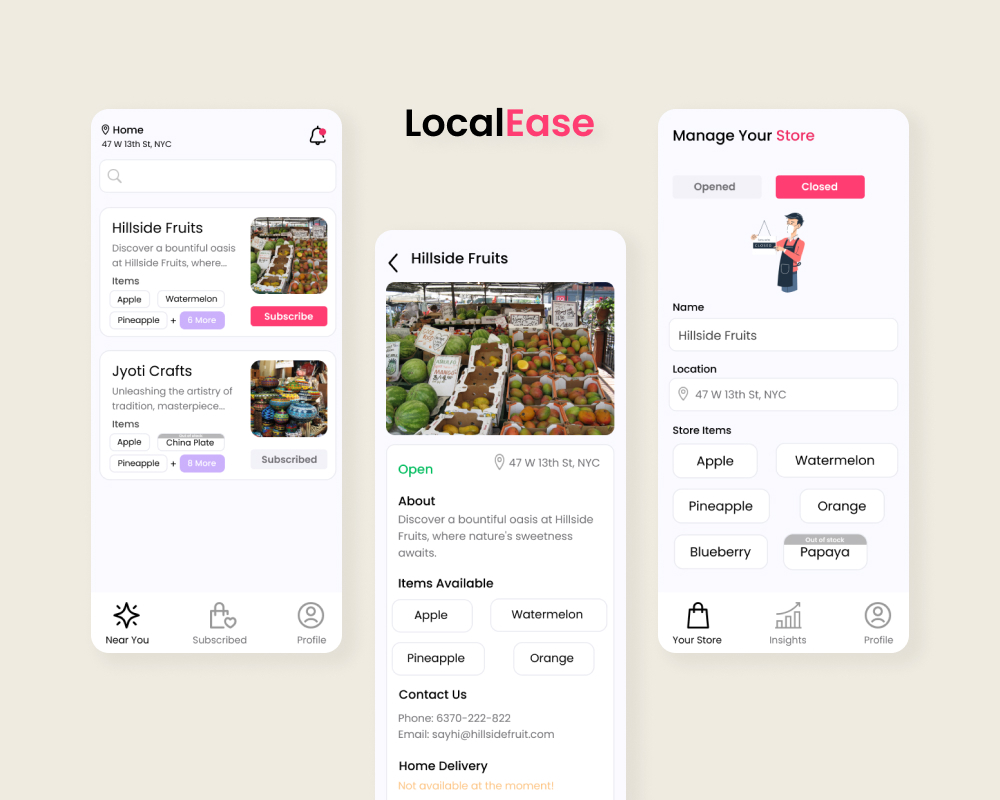 LocalEase
Home
47 W 13th St, NYC
Hillside Fruits
Discover a bountiful oasis
at Hillside Fruits, where...
Items
Apple
Watermelon
Pineapple
+
6 More
Subscribe
Jyoti Crafts
Unleashing the artistry of
tradition, masterpiece...
Items
Apple
China Plate
Pineapple
+
8 More
Subscribed
Near You
Subscribed
Profile
Hillside Fruits
Open
47 W 13th St, NYC
About
Discover a bountiful oasis at Hillside
Fruits, where nature's sweetness
awaits.
Items Available
Apple
Watermelon
Pineapple
Orange
Contact Us
Phone: 6370-222-822
Email: sayhi@hillsidefruit.com
Home Delivery
Not available at the moment!
Manage Your Store
Opened
Closed
Name
Hillside Fruits
Location
47 W 13th St, NYC
Store Items
Apple
Watermelon
Pineapple
Orange
Blueberry
Out of stock
Papaya
Your Store
Insights
Profile